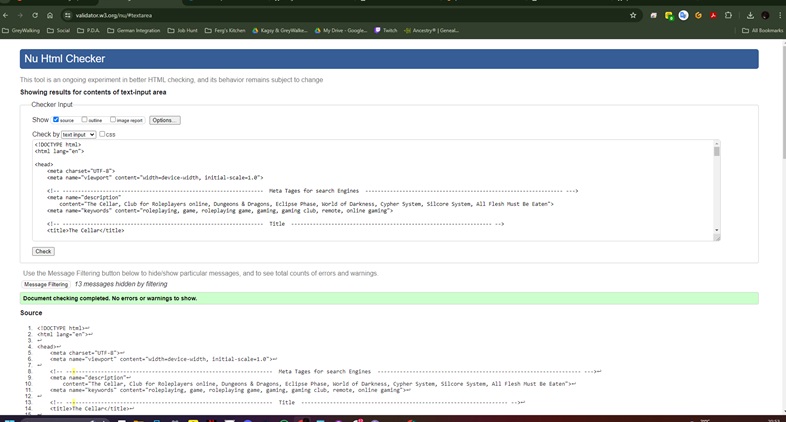 validator.w3.org/nu/#textarea
GreyWalking Social P.D.A. German Integration Job Hunt Ferg's Kitchen Kagsy & GreyWalke... My Drive - Google... Twitch Ancestry® | Geneal... All Bookmarks
Nu Html Checker
This tool is an ongoing experiment in better HTML checking, and its behavior remains subject to change
Showing results for contents of text-input area
Checker Input
Show source outline image report Options...
Check by text input css
<!DOCTYPE html>
<html lang="en">
<head>
<meta charset="UTF-8">
<meta name="viewport" content="width=device-width, initial-scale=1.0">
<!-- -------------------------------------------------------------- Meta Tages for search Engines -------------------------------------------------------------- --->
<meta name="description"
content="The Cellar, Club for Roleplayers online, Dungeons & Dragons, Eclipse Phase, World of Darkness, Cypher System, Silcore System, All Flesh Must Be Eaten">
<meta name="keywords" content="roleplaying, game, roleplaying game, gaming, gaming club, remote, online gaming">
<!-- -------------------------------------------------------------- Title -------------------------------------------------------------- -->
<title>The Cellar</title>
Check
Use the Message Filtering button below to hide/show particular messages, and to see total counts of errors and warnings.
Message Filtering 13 messages hidden by filtering
Document checking completed. No errors or warnings to show.
Source
1. <!DOCTYPE html>↩
2. <html lang="en">↩
3. ↩
4. <head>↩
5. <meta charset="UTF-8">↩
6. <meta name="viewport" content="width=device-width, initial-scale=1.0">↩
7. ↩
8. <!-- -------------------------------------------------------------- Meta Tages for search Engines -------------------------------------------------------------- --->↩
9. <meta name="description"↩
10. content="The Cellar, Club for Roleplayers online, Dungeons & Dragons, Eclipse Phase, World of Darkness, Cypher System, Silcore System, All Flesh Must Be Eaten">↩
11. <meta name="keywords" content="roleplaying, game, roleplaying game, gaming, gaming club, remote, online gaming">↩
12. ↩
13. <!-- -------------------------------------------------------------- Title -------------------------------------------------------------- -->↩
14. <title>The Cellar</title>↩